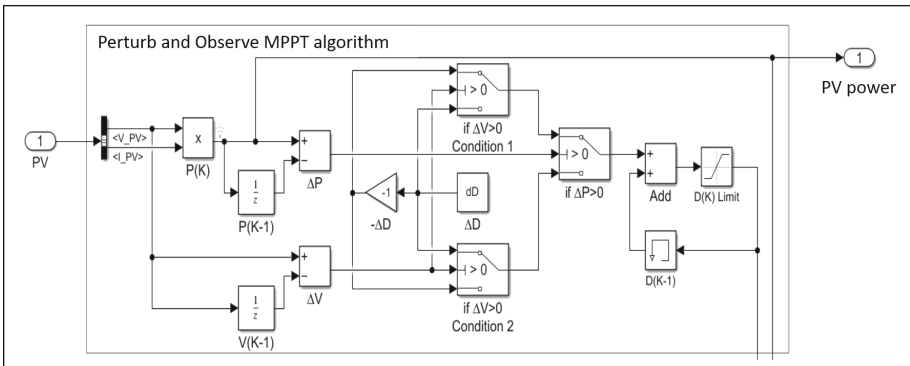 Perturb and Observe MPPT algorithm
1
PV power
1
PV
<V_PV>
<I_PV>
x
P(K)
1
z
P(K-1)
+
−
ΔP
> 0
if ΔV>0
Condition 1
> 0
if ΔP>0
-1
-ΔD
dD
ΔD
+
+
Add
D(K) Limit
D(K-1)
1
z
V(K-1)
+
−
ΔV
> 0
if ΔV>0
Condition 2